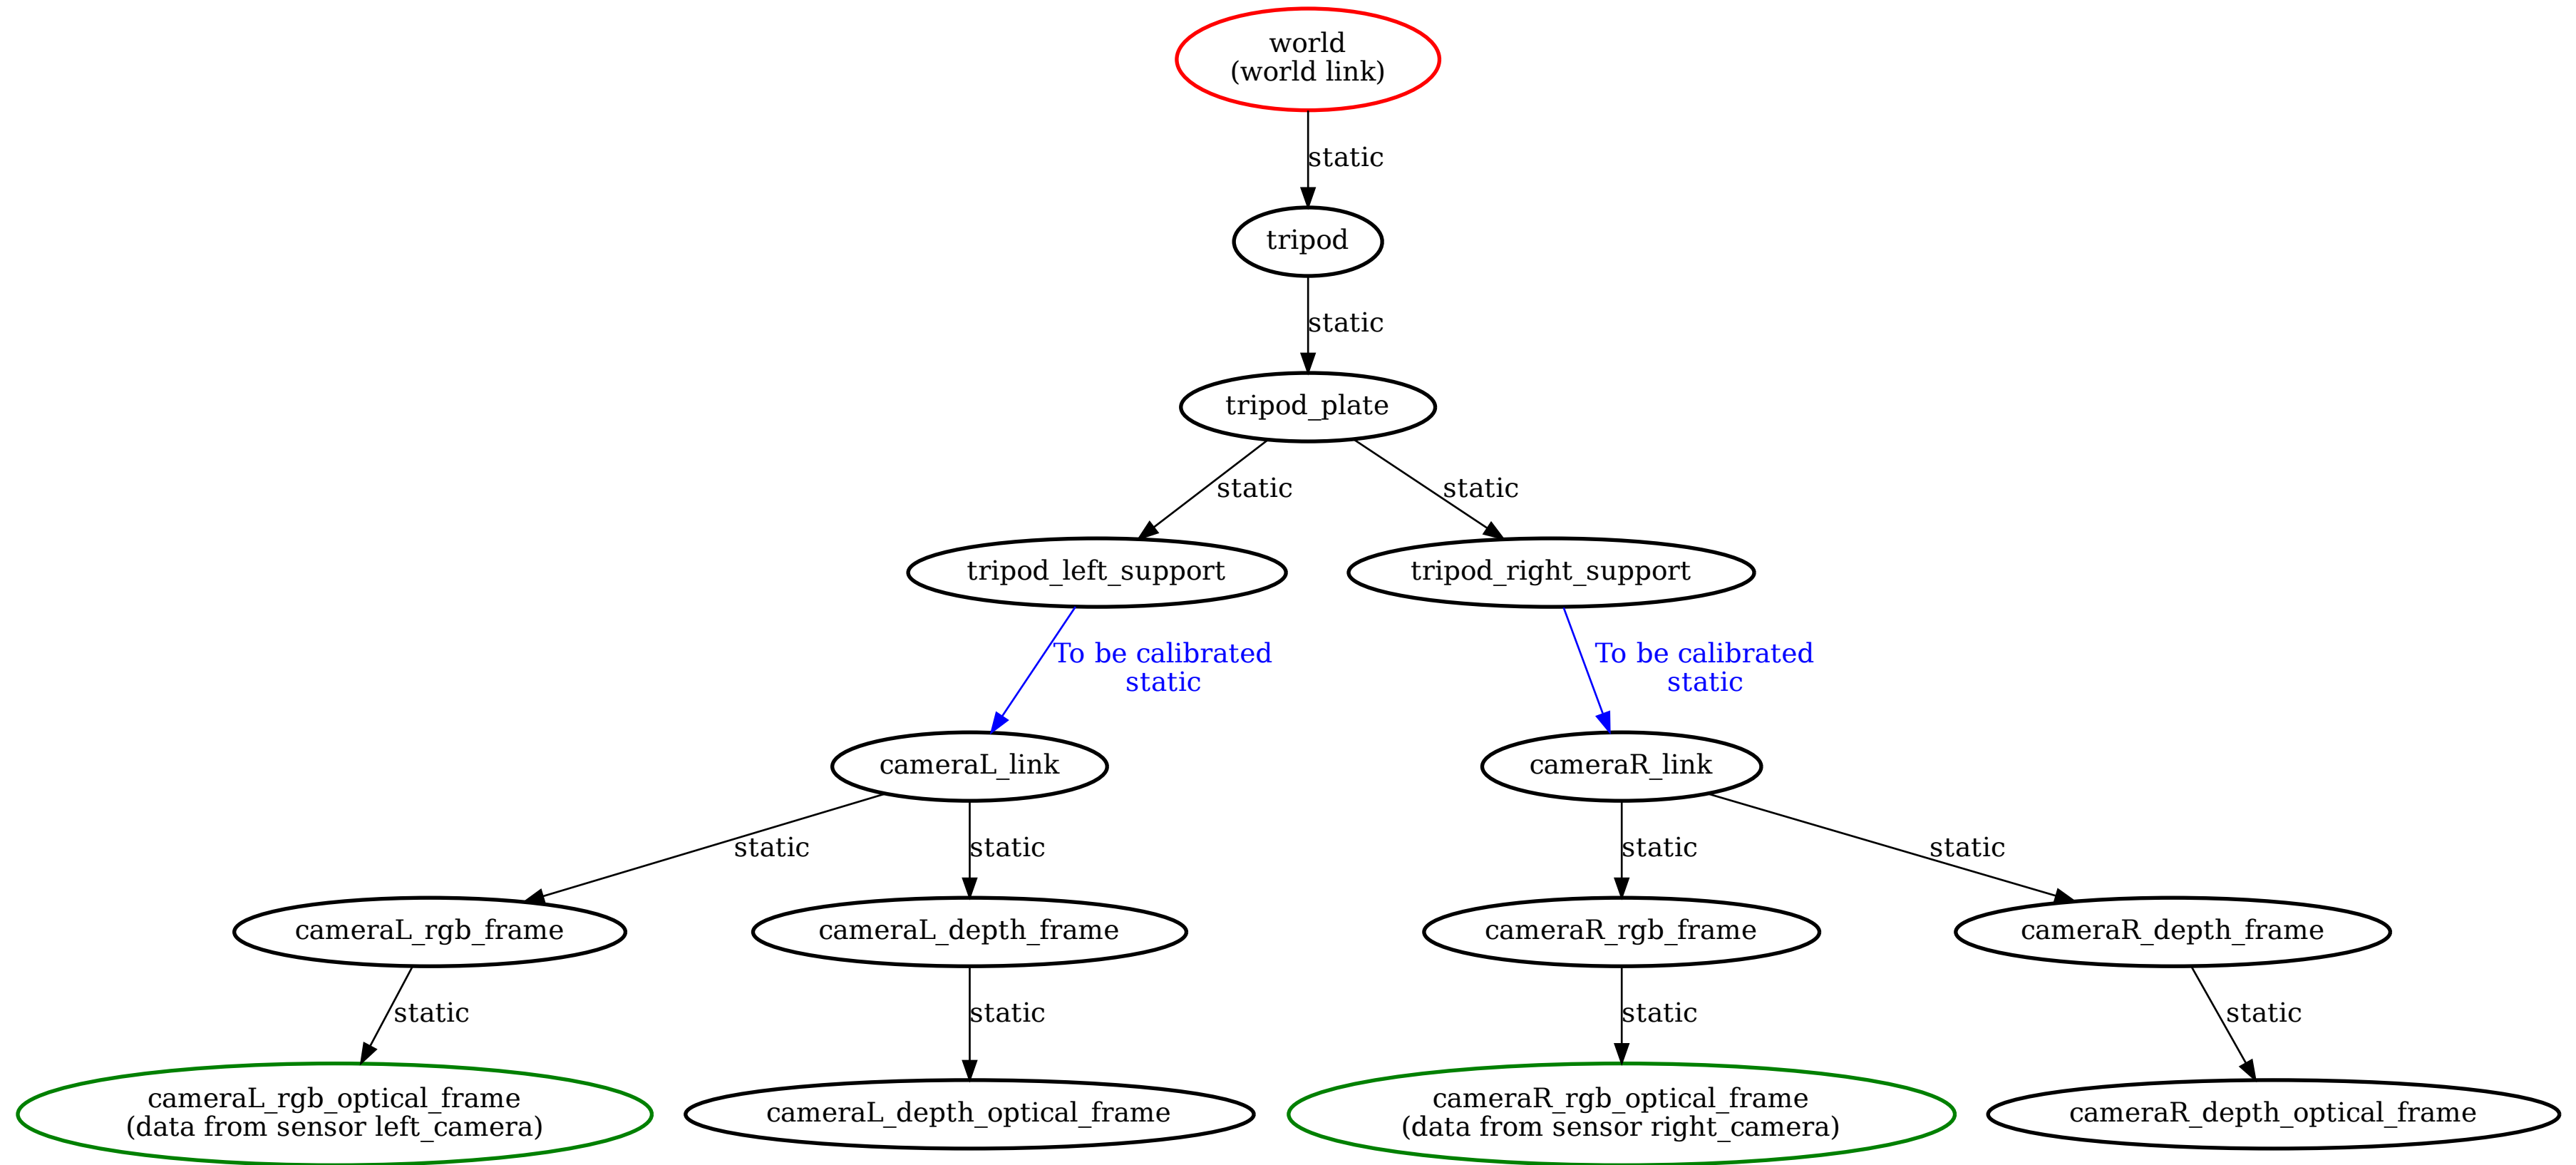 world
(world link)
static
tripod
static
tripod_plate
static
static
tripod_left_support
tripod_right_support
To be calibrated
static
To be calibrated
static
cameraL_link
cameraR_link
static
static
static
static
cameraL_rgb_frame
cameraL_depth_frame
cameraR_rgb_frame
cameraR_depth_frame
static
static
static
static
cameraL_rgb_optical_frame
(data from sensor left_camera)
cameraL_depth_optical_frame
cameraR_rgb_optical_frame
(data from sensor right_camera)
cameraR_depth_optical_frame